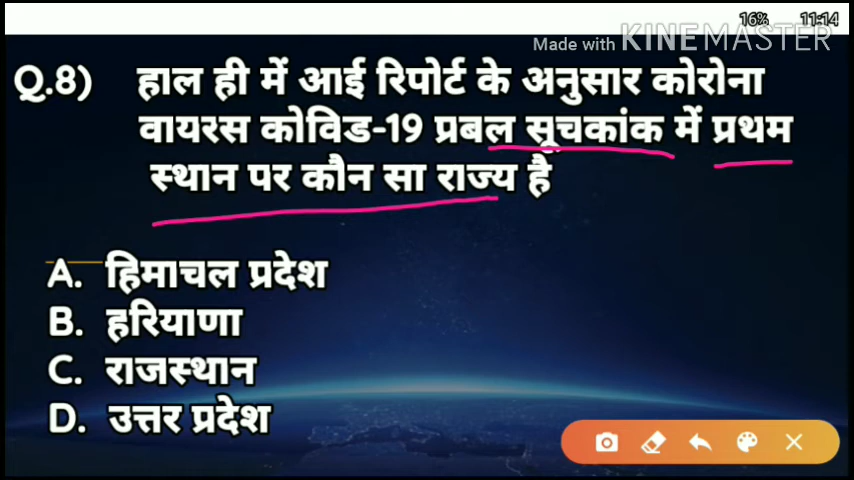 16% 11:14
Made with KINEMASTER
Q.8) हाल ही में आई रिपोर्ट के अनुसार कोरोना
वायरस कोविड-19 प्रबल सूचकांक में प्रथम
स्थान पर कौन सा राज्य है
A. हिमाचल प्रदेश
B. हरियाणा
C. राजस्थान
D. उत्तर प्रदेश